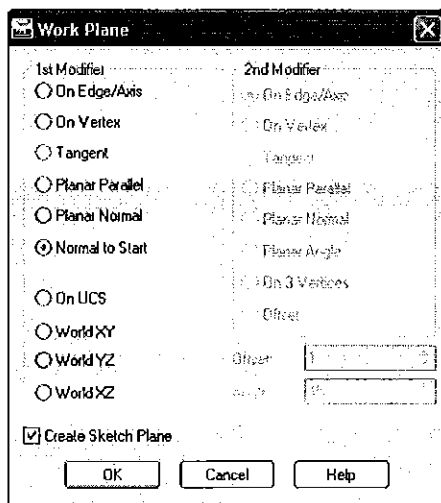 Work Plane
1st Modifier
On Edge/Axis
On Vertex
Tangent
Planar Parallel
Planar Normal
Normal to Start
On UCS
World XY
World YZ
World XZ
2nd Modifier
On Edge/Axis
On Vertex
Tangent
Planar Parallel
Planar Normal
Planar Angle
On 3 Vertices
Offset
Offset: 1
Create Sketch Plane
OK
Cancel
Help